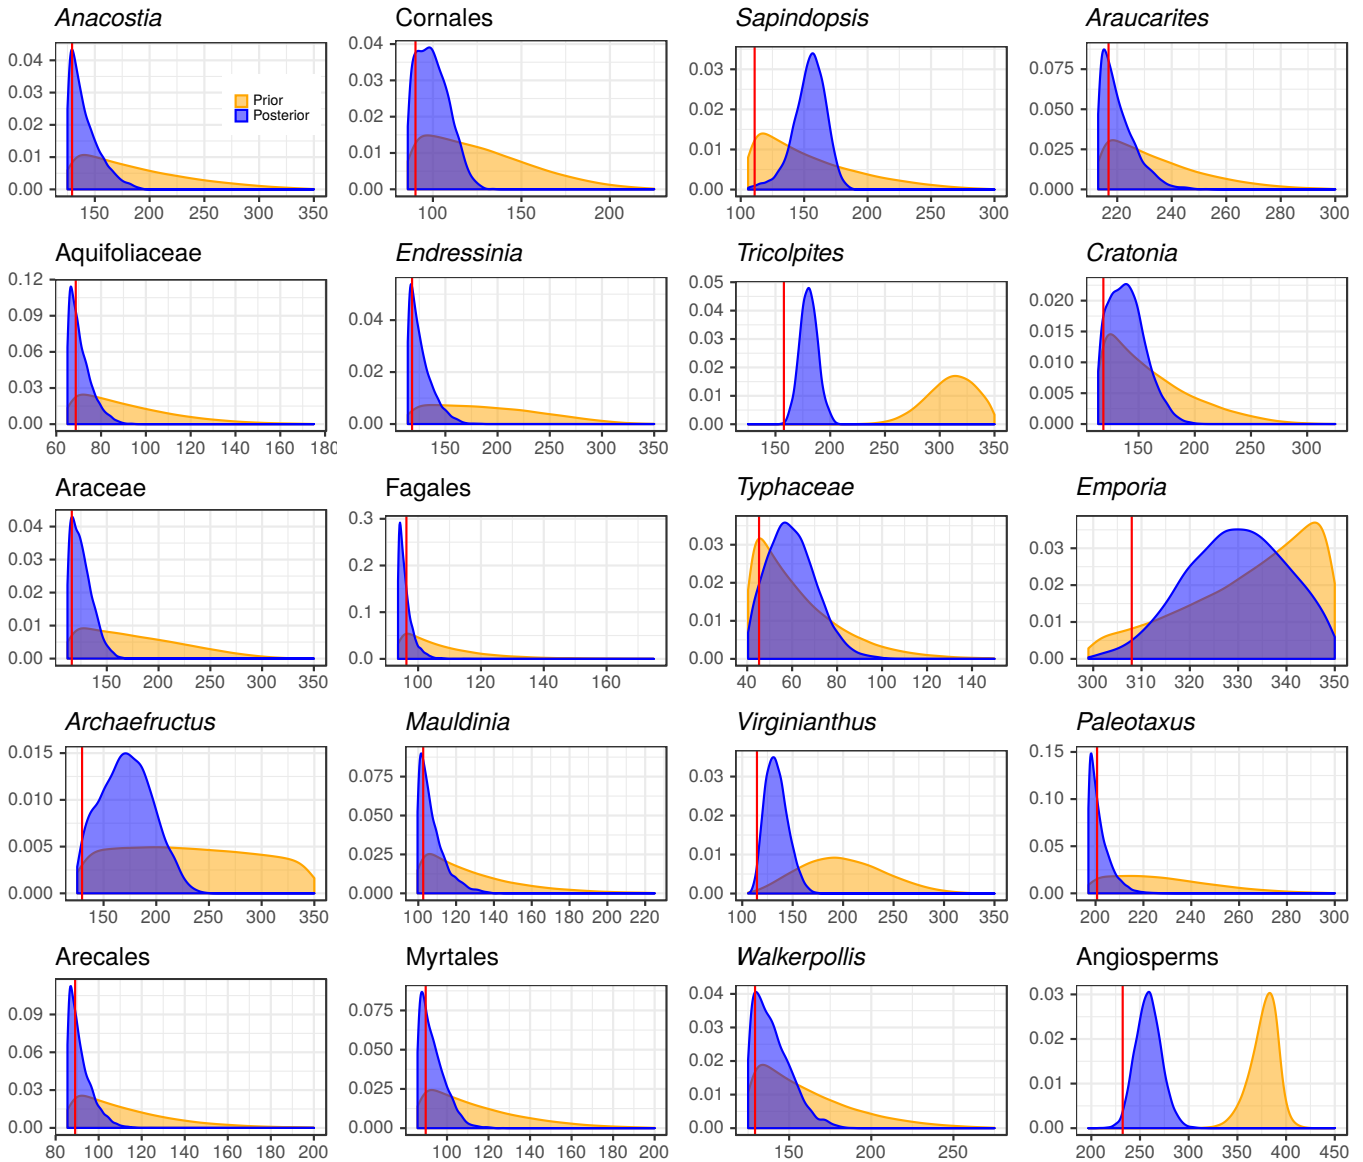 Anacostia Cornales Sapindopsis Araucarites
0.04 0.03 0.02 0.01 0.00
Prior
Posterior
150 200 250 300 350
0.04 0.03 0.02 0.01 0.00
100 150 200
0.03 0.02 0.01 0.00
100 150 200 250 300
0.075 0.050 0.025 0.000
220 240 260 280 300
Aquifoliaceae Endressinia Tricolpites Cratonia
0.12 0.09 0.06 0.03 0.00
60 80 100 120 140 160 180
0.04 0.02 0.00
150 200 250 300 350
0.05 0.04 0.03 0.02 0.01 0.00
150 200 250 300 350
0.020 0.015 0.010 0.005 0.000
150 200 250 300
Araceae Fagales Typhaceae Emporia
0.04 0.03 0.02 0.01 0.00
150 200 250 300 350
0.3 0.2 0.1 0.0
100 120 140 160
0.03 0.02 0.01 0.00
40 60 80 100 120 140
0.03 0.02 0.01 0.00
300 310 320 330 340 350
Archaefructus Mauldinia Virginianthus Paleotaxus
0.015 0.010 0.005 0.000
150 200 250 300 350
0.075 0.050 0.025 0.000
100 120 140 160 180 200 220
0.03 0.02 0.01 0.00
100 150 200 250 300 350
0.15 0.10 0.05 0.00
200 220 240 260 280 300
Arecales Myrtales Walkerpollis Angiosperms
0.09 0.06 0.03 0.00
80 100 120 140 160 180 200
0.075 0.050 0.025 0.000
100 120 140 160 180 200
0.04 0.03 0.02 0.01 0.00
150 200 250
0.03 0.02 0.01 0.00
200 250 300 350 400 450